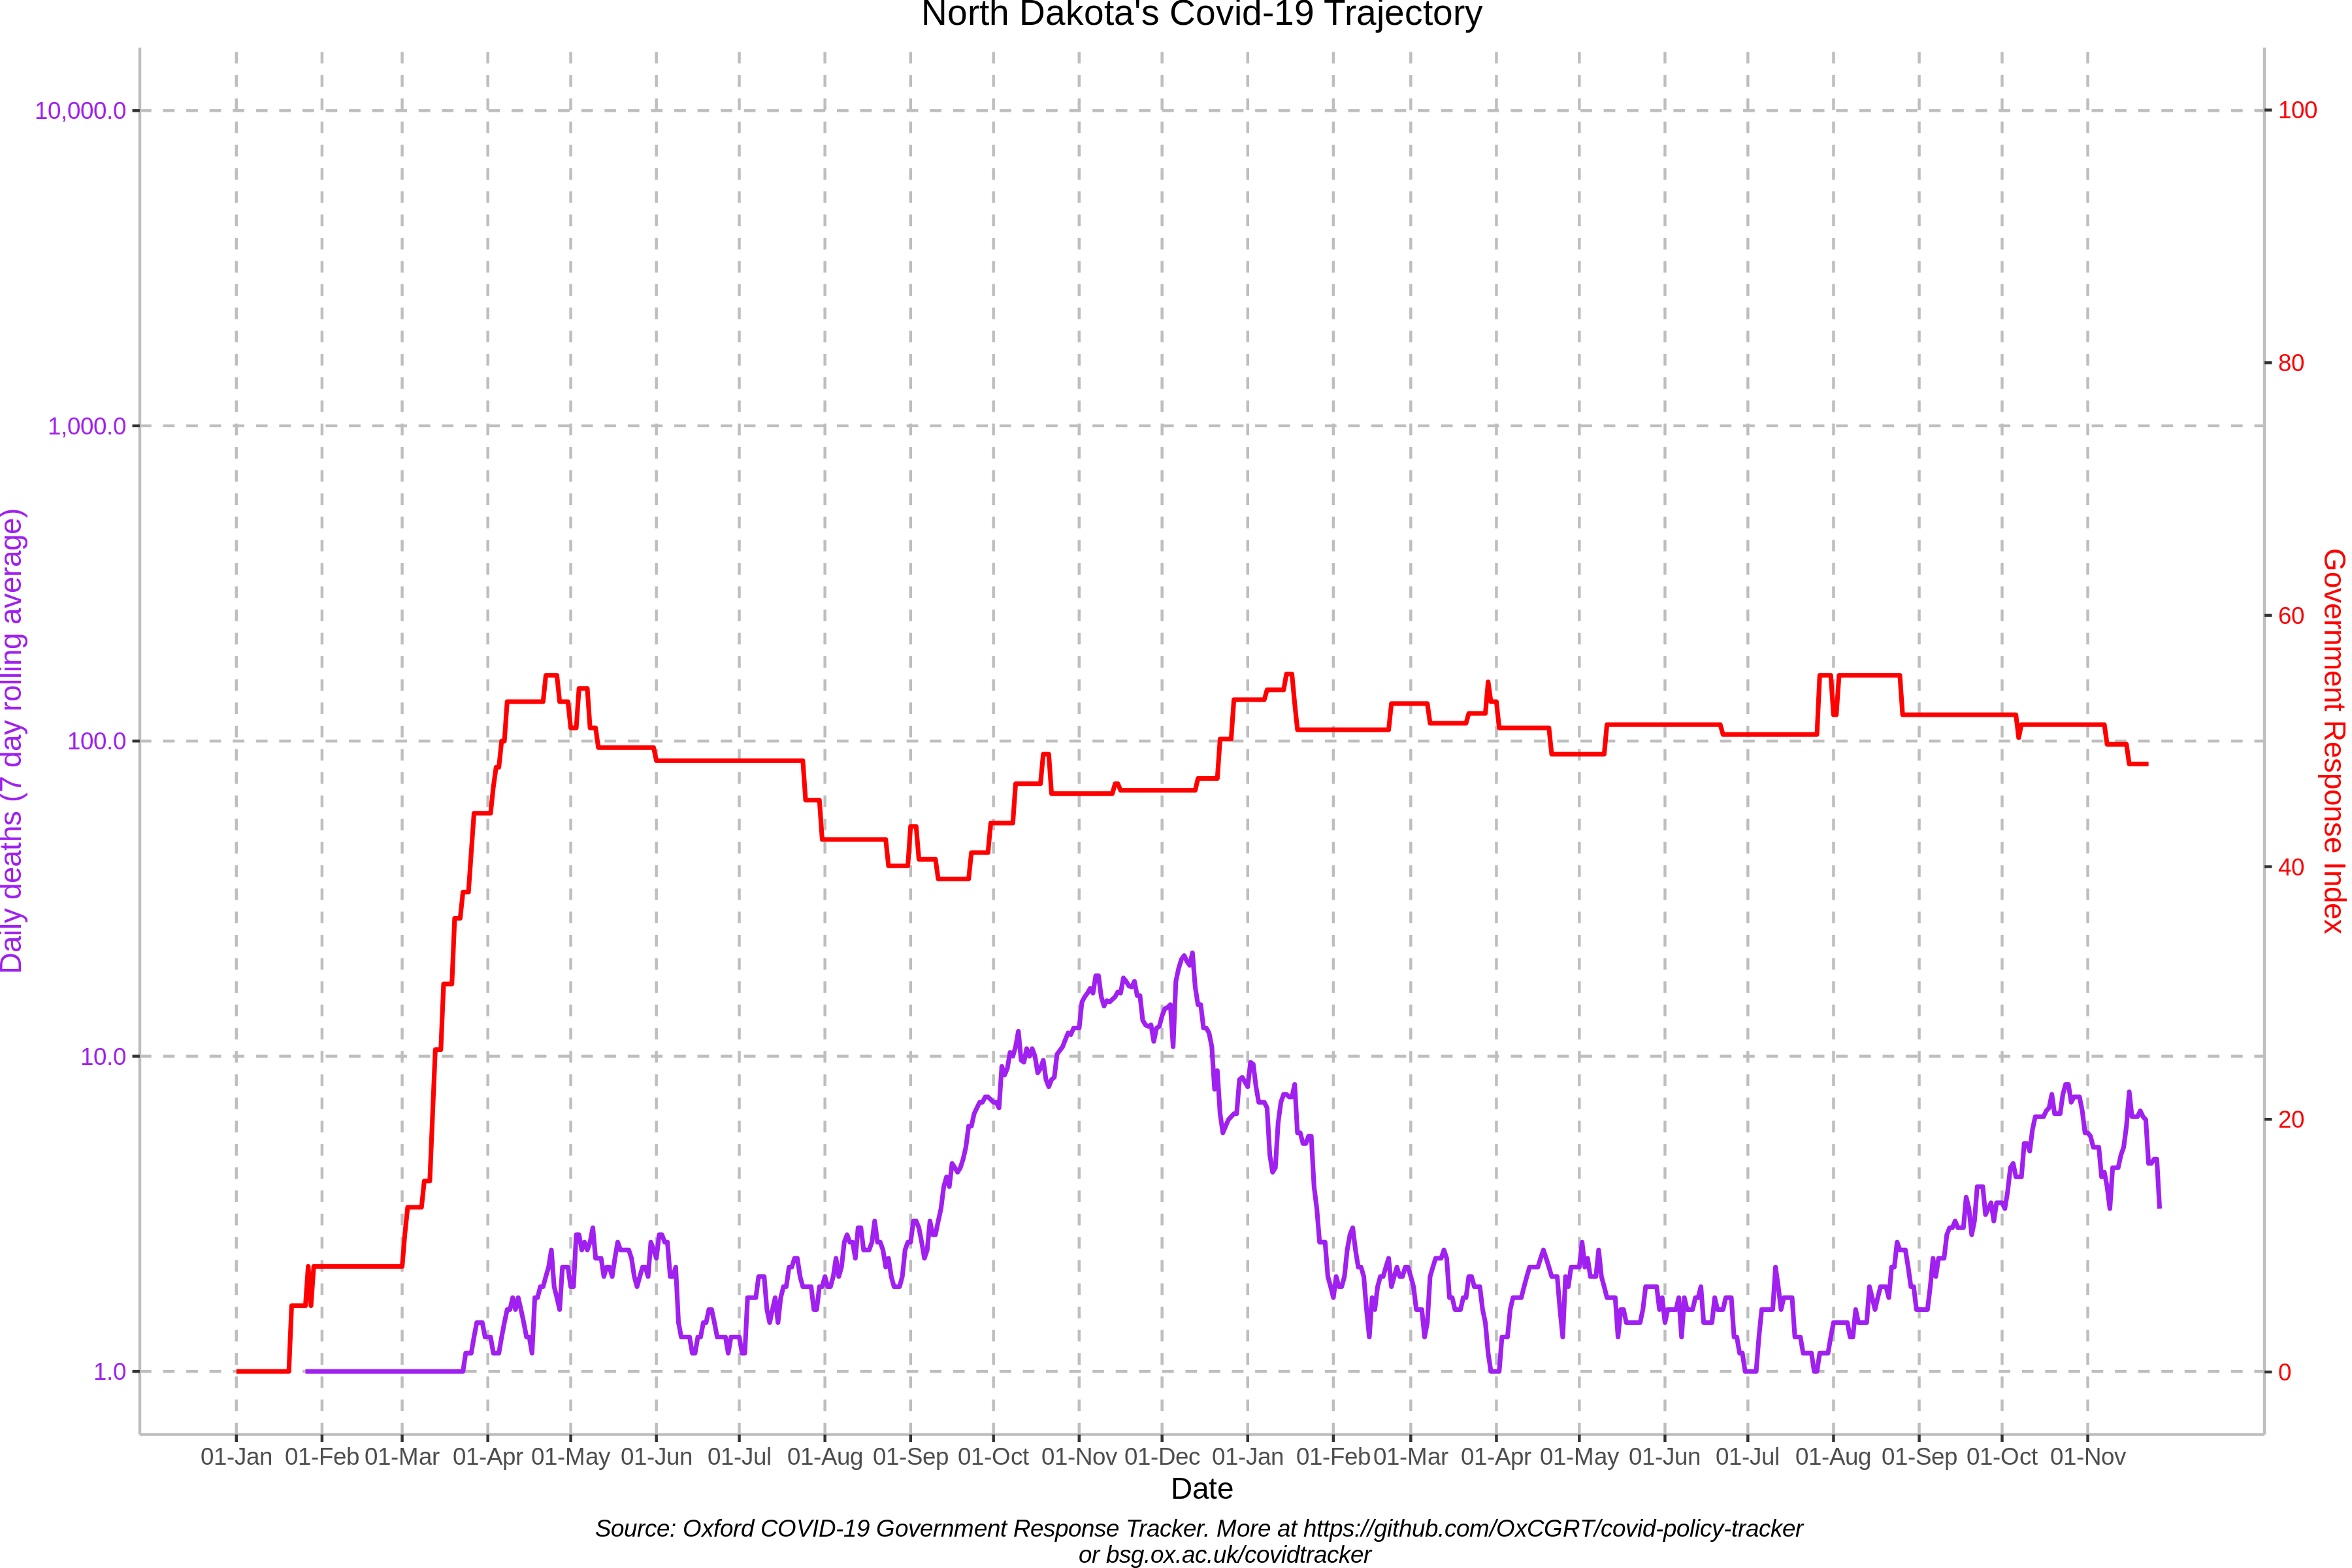 North Dakota's Covid-19 Trajectory
Daily deaths (7 day rolling average)
10,000.0
1,000.0
100.0
10.0
1.0
100
80
60
40
20
0
Government Response Index
01-Jan 01-Feb 01-Mar 01-Apr 01-May 01-Jun 01-Jul 01-Aug 01-Sep 01-Oct 01-Nov 01-Dec 01-Jan 01-Feb 01-Mar 01-Apr 01-May 01-Jun 01-Jul 01-Aug 01-Sep 01-Oct 01-Nov
Date
Source: Oxford COVID-19 Government Response Tracker. More at https://github.com/OxCGRT/covid-policy-tracker
or bsg.ox.ac.uk/covidtracker